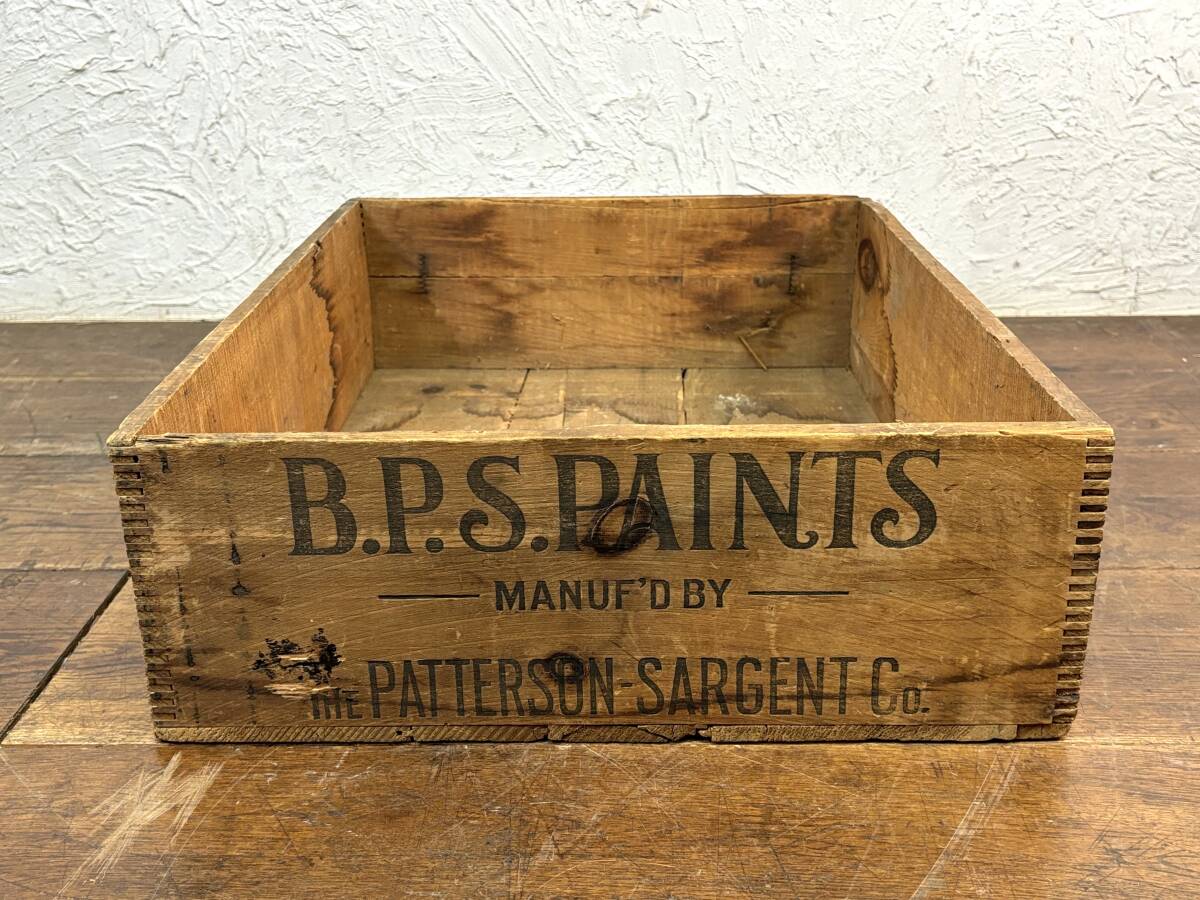 B.P.S. PAINTS
MANUF'D BY
THE PATTERSON-SARGENT CO.